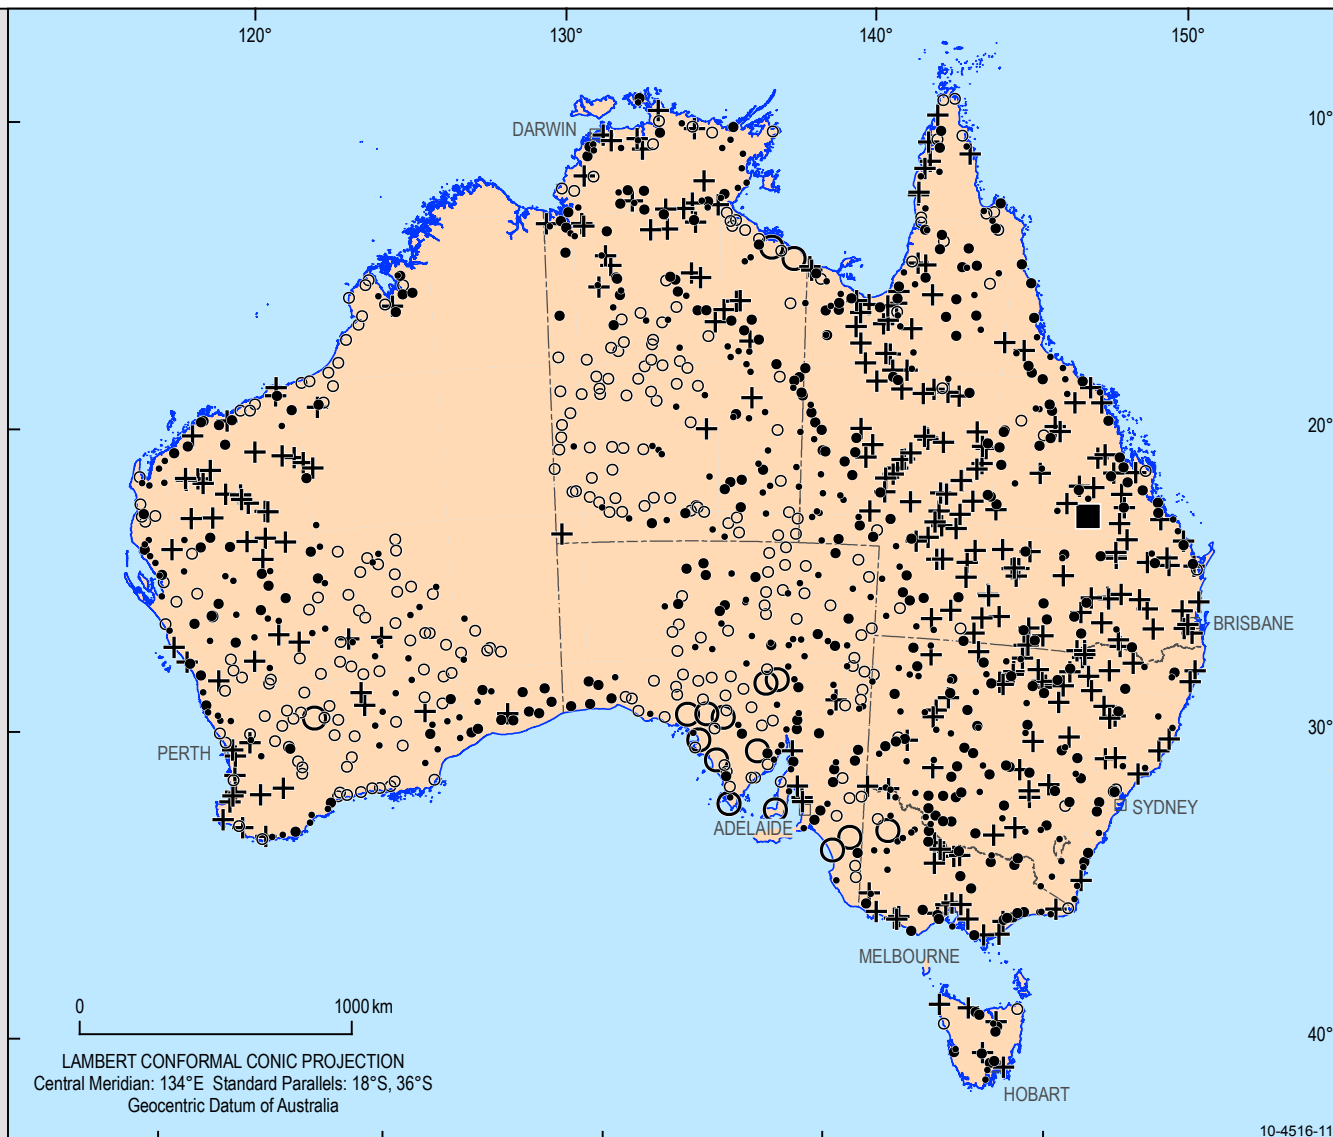 120°
130°
140°
150°
10°
DARWIN
20°
BRISBANE
30°
PERTH
SYDNEY
ADELAIDE
MELBOURNE
0
1000 km
40°
LAMBERT CONFORMAL CONIC PROJECTION
Central Meridian: 134°E Standard Parallels: 18°S, 36°S
Geocentric Datum of Australia
HOBART
10-4516-11